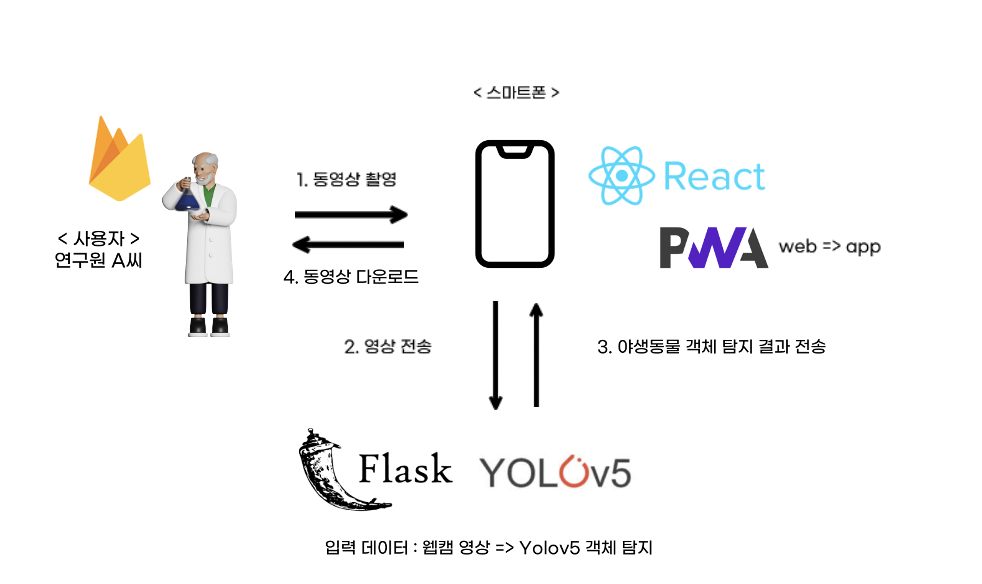 < 스마트폰 >
1. 동영상 촬영
React
< 사용자 >
연구원 A씨
PWA web => app
4. 동영상 다운로드
2. 영상 전송
3. 야생동물 객체 탐지 결과 전송
Flask
YOLOv5
입력 데이터 : 웹캠 영상 => Yolov5 객체 탐지